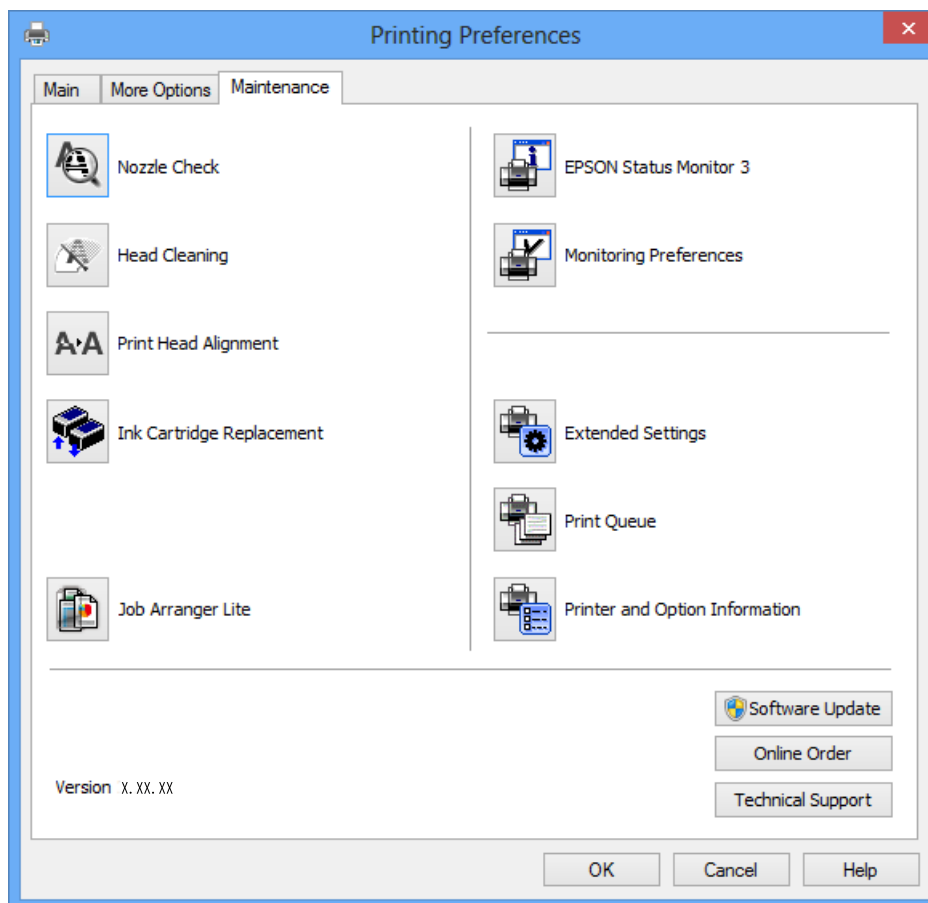 Printing Preferences
Main
More Options
Maintenance
Nozzle Check
Head Cleaning
A A Print Head Alignment
Ink Cartridge Replacement
Job Arranger Lite
EPSON Status Monitor 3
Monitoring Preferences
Extended Settings
Print Queue
Printer and Option Information
Software Update
Online Order
Technical Support
Version X.XX.XX
OK
Cancel
Help